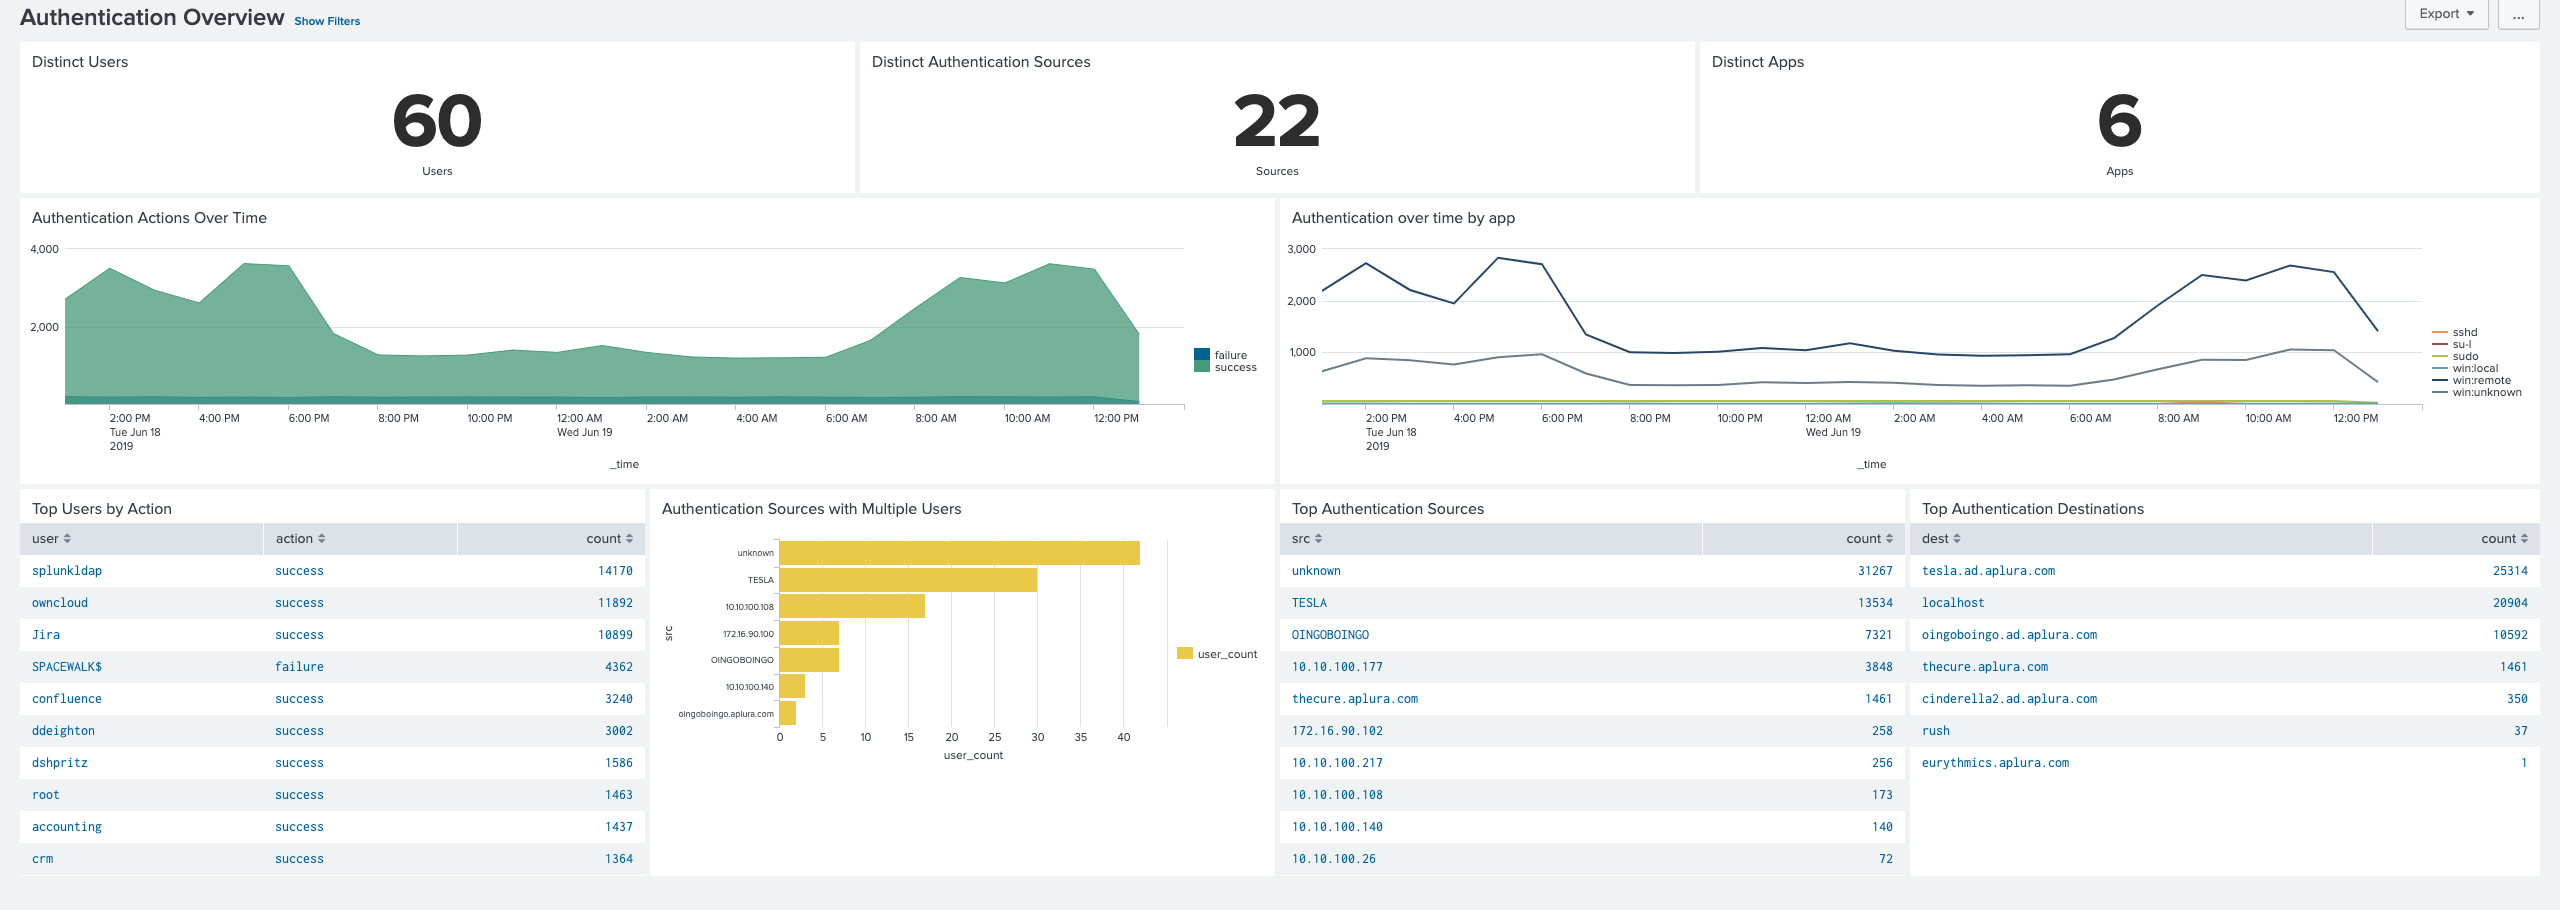 Authentication Overview Show Filters
Export ...
Distinct Users
60
Users
Distinct Authentication Sources
22
Sources
Distinct Apps
6
Apps
Authentication Actions Over Time
4,000
2,000
2:00 PM 4:00 PM 6:00 PM 8:00 PM 10:00 PM 12:00 AM 2:00 AM 4:00 AM 6:00 AM 8:00 AM 10:00 AM 12:00 PM
Tue Jun 18 Wed Jun 19
2019
_time
failure
success
Authentication over time by app
3,000
2,000
1,000
2:00 PM 4:00 PM 6:00 PM 8:00 PM 10:00 PM 12:00 AM 2:00 AM 4:00 AM 6:00 AM 8:00 AM 10:00 AM 12:00 PM
Tue Jun 18 Wed Jun 19
2019
_time
sshd
su-l
sudo
win:local
win:remote
win:unknown
Top Users by Action
user action count
splunkldap success 14170
owncloud success 11892
Jira success 10899
SPACEWALK$ failure 4362
confluence success 3240
ddeighton success 3002
dshpritz success 1586
root success 1463
accounting success 1437
crm success 1364
Authentication Sources with Multiple Users
src
unknown
TESLA
10.10.100.108
172.16.90.100
OINGOBOINGO
10.10.100.140
oingoboingo.aplura.com
0 5 10 15 20 25 30 35 40
user_count
user_count
Top Authentication Sources
src count
unknown 31267
TESLA 13534
OINGOBOINGO 7321
10.10.100.177 3848
thecure.aplura.com 1461
172.16.90.102 258
10.10.100.217 256
10.10.100.108 173
10.10.100.140 140
10.10.100.26 72
Top Authentication Destinations
dest count
tesla.ad.aplura.com 25314
localhost 20904
oingoboingo.ad.aplura.com 10592
thecure.aplura.com 1461
cinderella2.ad.aplura.com 350
rush 37
eurythmics.aplura.com 1